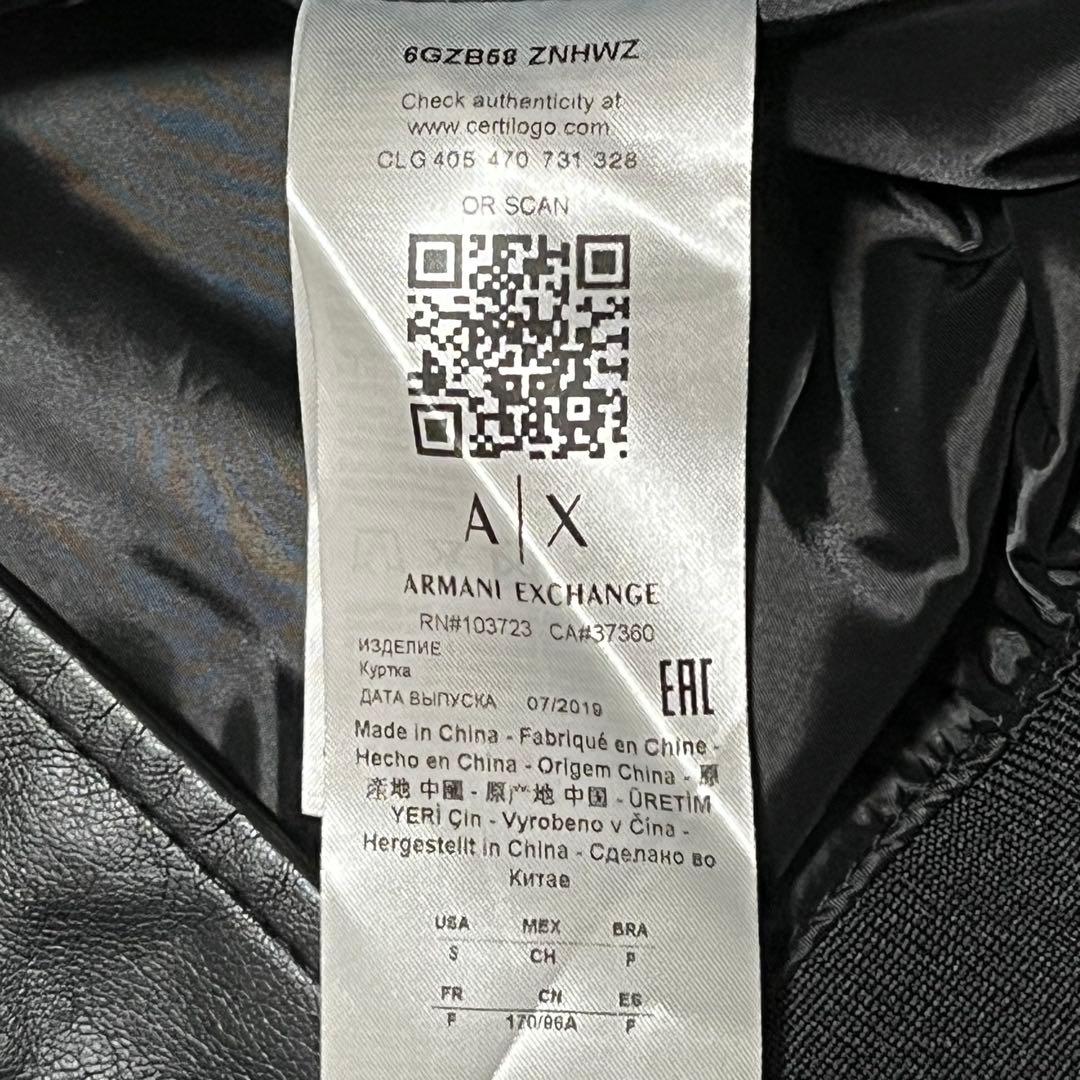 6GZB58 ZNHWZ
Check authenticity at
www.certilogo.com
CLG 405 470 731 328
OR SCAN
A|X
ARMANI EXCHANGE
RN#103723 CA#37360
ИЗДЕЛИЕ
Куртка
ДАТА ВЫПУСКА 07/2019
EAC
Made in China - Fabriqué en Chine -
Hecho en China - Origem China - 原
産地 中國 - 原产地 中国 - ÜRETİM
YERİ Çin - Vyrobeno v Čína -
Hergestellt in China - Сделано во
Китае
USA MEX BRA
S CH P
FR CN ES
P 170/96A P